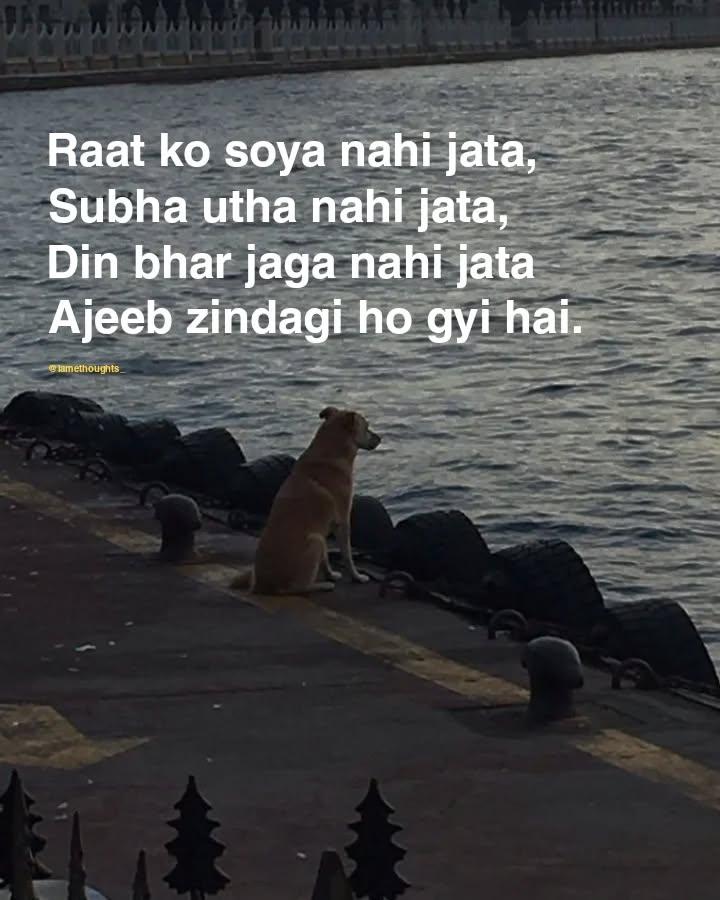 Raat ko soya nahi jata,
Subha utha nahi jata,
Din bhar jaga nahi jata
Ajeeb zindagi ho gyi hai.
@lamethoughts_